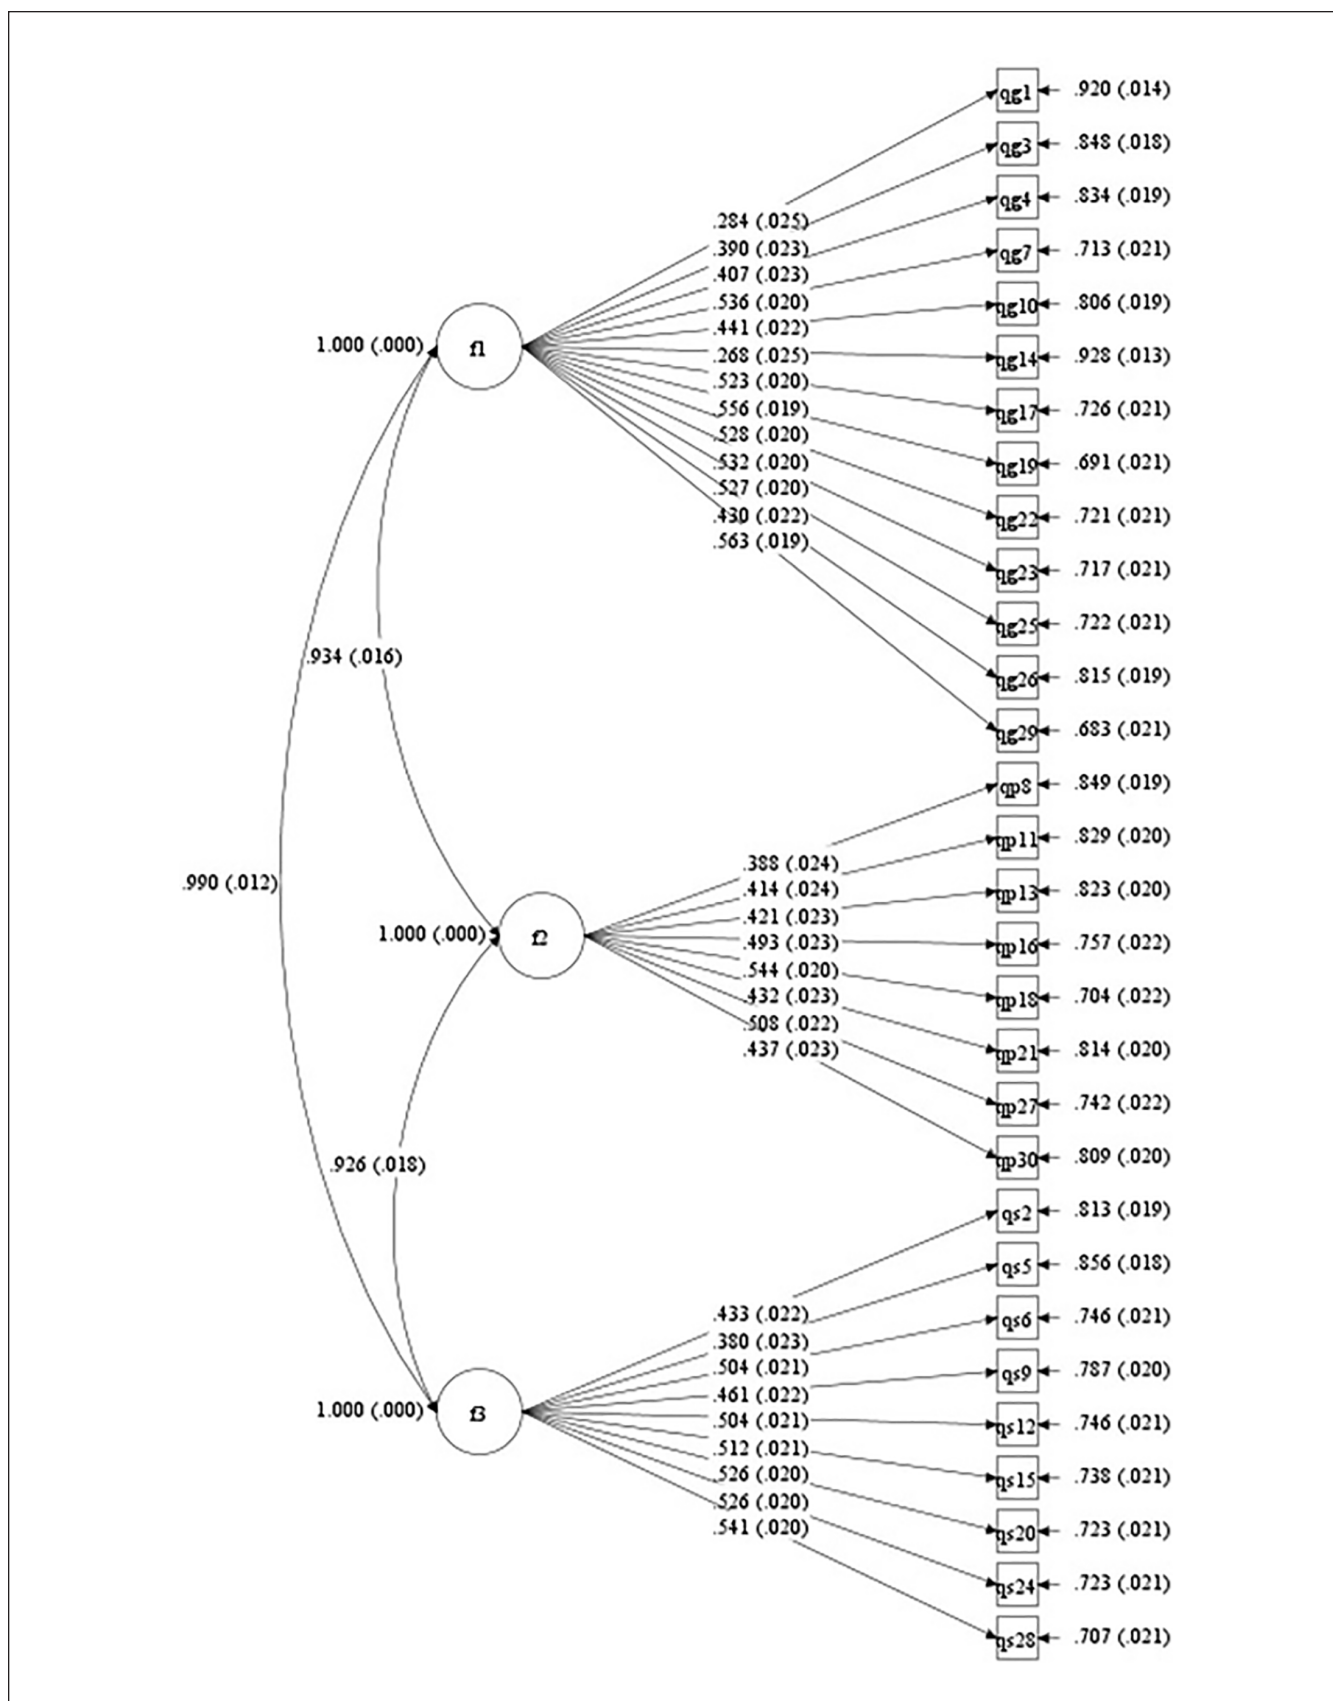 qg1 .920 (.014)
qg3 .848 (.018)
qg4 .834 (.019)
.284 (.025)
.390 (.023)
qg7 .713 (.021)
.407 (.023)
.536 (.020)
qg10 .806 (.019)
.441 (.022)
1.000 (.000) f1
.268 (.025)
qg14 .928 (.013)
.523 (.020)
.556 (.019)
qg17 .726 (.021)
.528 (.020)
.532 (.020)
qg19 .691 (.021)
.527 (.020)
.430 (.022)
qg22 .721 (.021)
.563 (.019)
qg23 .717 (.021)
qg25 .722 (.021)
.934 (.016)
qg26 .815 (.019)
qg29 .683 (.021)
qp8 .849 (.019)
qp11 .829 (.020)
.388 (.024)
.990 (.012)
.414 (.024)
qp13 .823 (.020)
.421 (.023)
1.000 (.000) f2
.493 (.023)
qp16 .757 (.022)
.544 (.020)
.432 (.023)
qp18 .704 (.022)
.508 (.022)
.437 (.023)
qp21 .814 (.020)
qp27 .742 (.022)
qp30 .809 (.020)
.926 (.018)
qs2 .813 (.019)
qs5 .856 (.018)
.433 (.022)
qs6 .746 (.021)
.380 (.023)
.504 (.021)
qs9 .787 (.020)
.461 (.022)
1.000 (.000) f3
.504 (.021)
qs12 .746 (.021)
.512 (.021)
.526 (.020)
qs15 .738 (.021)
.526 (.020)
.541 (.020)
qs20 .723 (.021)
qs24 .723 (.021)
qs28 .707 (.021)